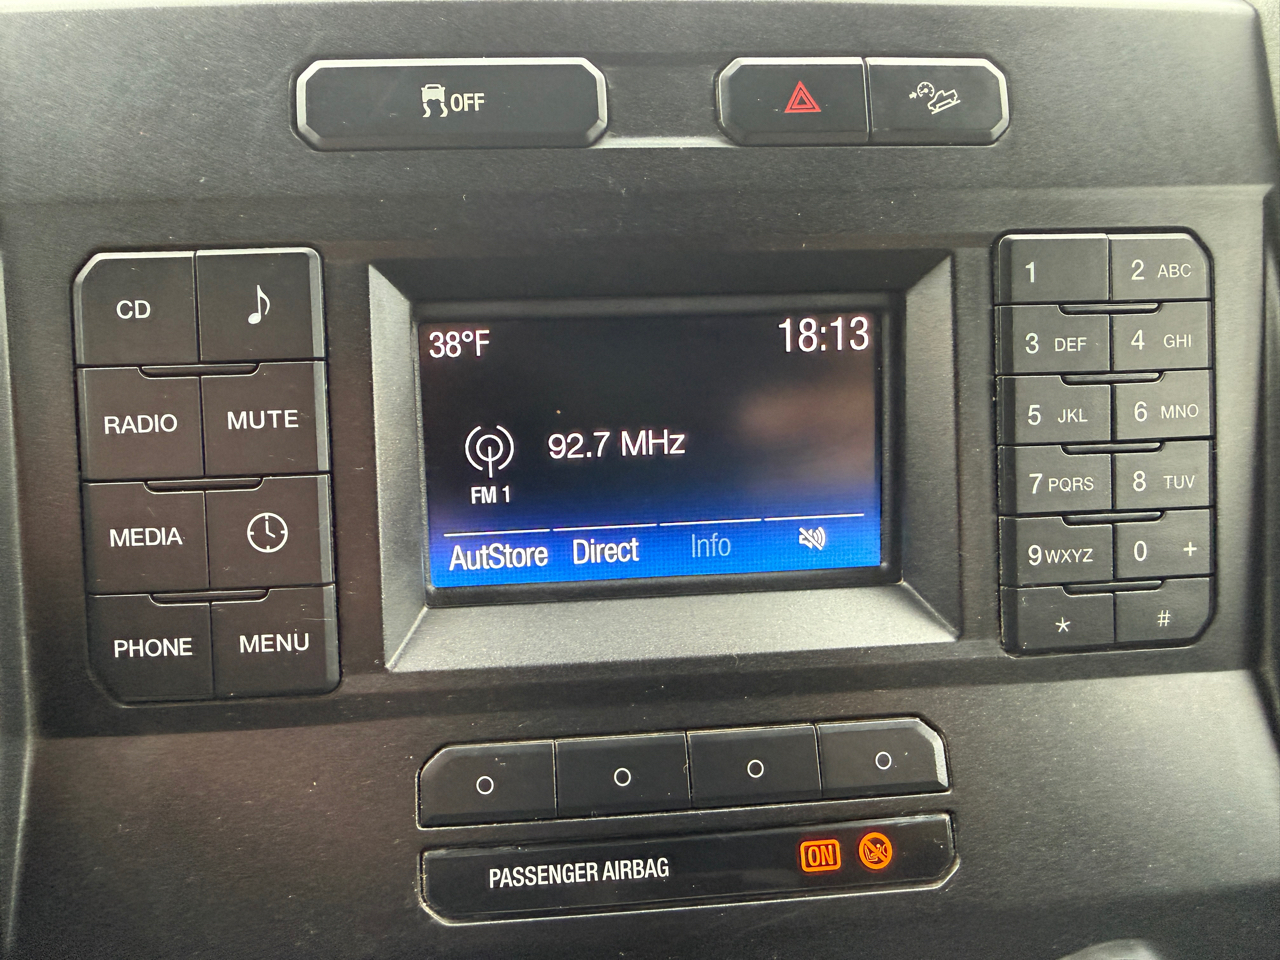 OFF
38°F
18:13
92.7 MHz
FM 1
AutStore
Direct
Info
CD
RADIO
MUTE
MEDIA
PHONE
MENU
1
2 ABC
3 DEF
4 GHI
5 JKL
6 MNO
7 PQRS
8 TUV
9 WXYZ
0 +
*
#
PASSENGER AIRBAG
ON